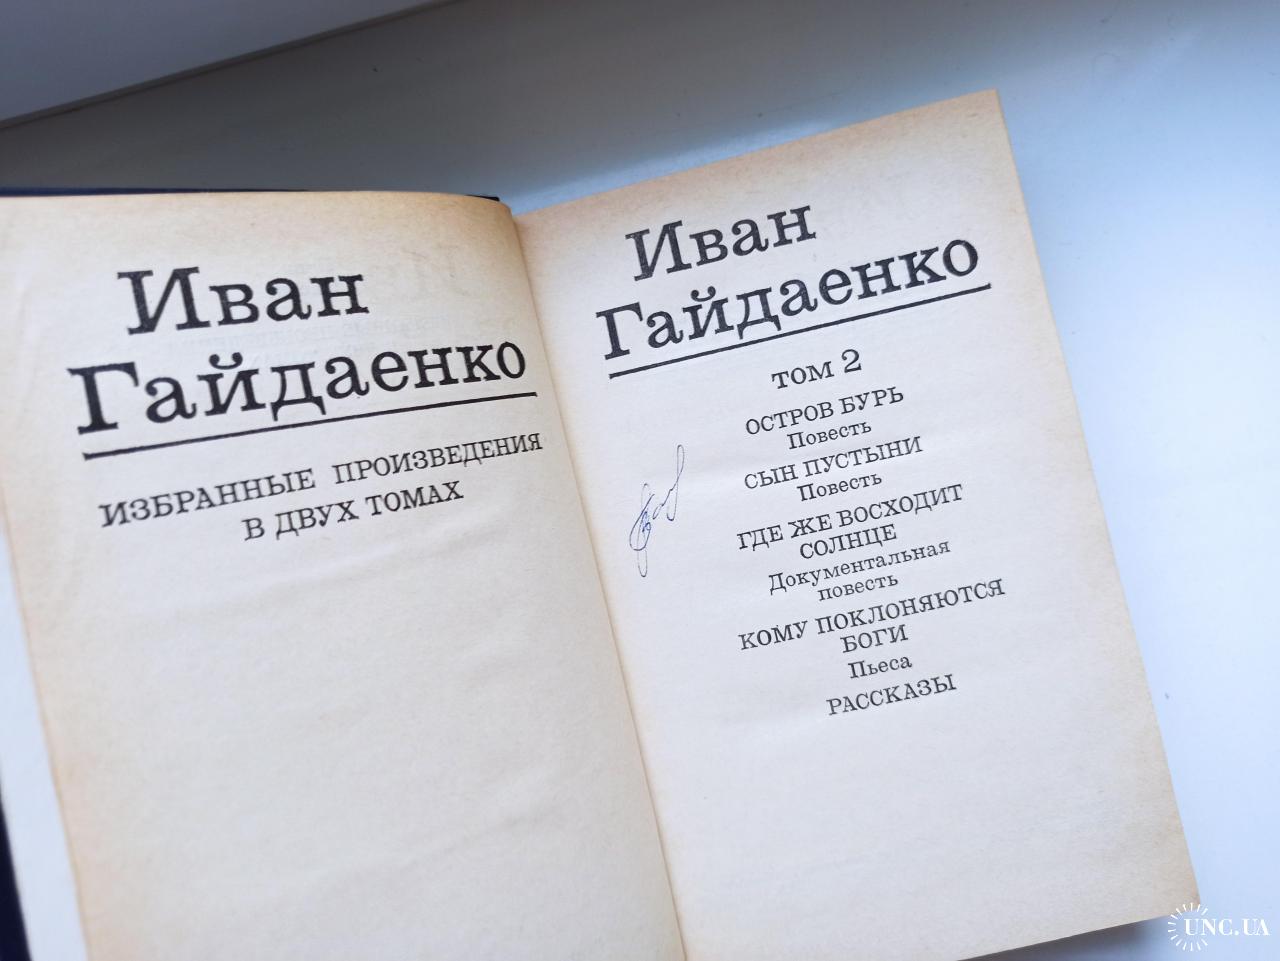 Иван
Гайдаенко
ИЗБРАННЫЕ ПРОИЗВЕДЕНИЯ
В ДВУХ ТОМАХ
Иван
Гайдаенко
ТОМ 2
ОСТРОВ БУРЬ
Повесть
СЫН ПУСТЫНИ
Повесть
ГДЕ ЖЕ ВОСХОДИТ
СОЛНЦЕ
Документальная
повесть
КОМУ ПОКЛОНЯЮТСЯ
БОГИ
Пьеса
РАССКАЗЫ
UNC.UA